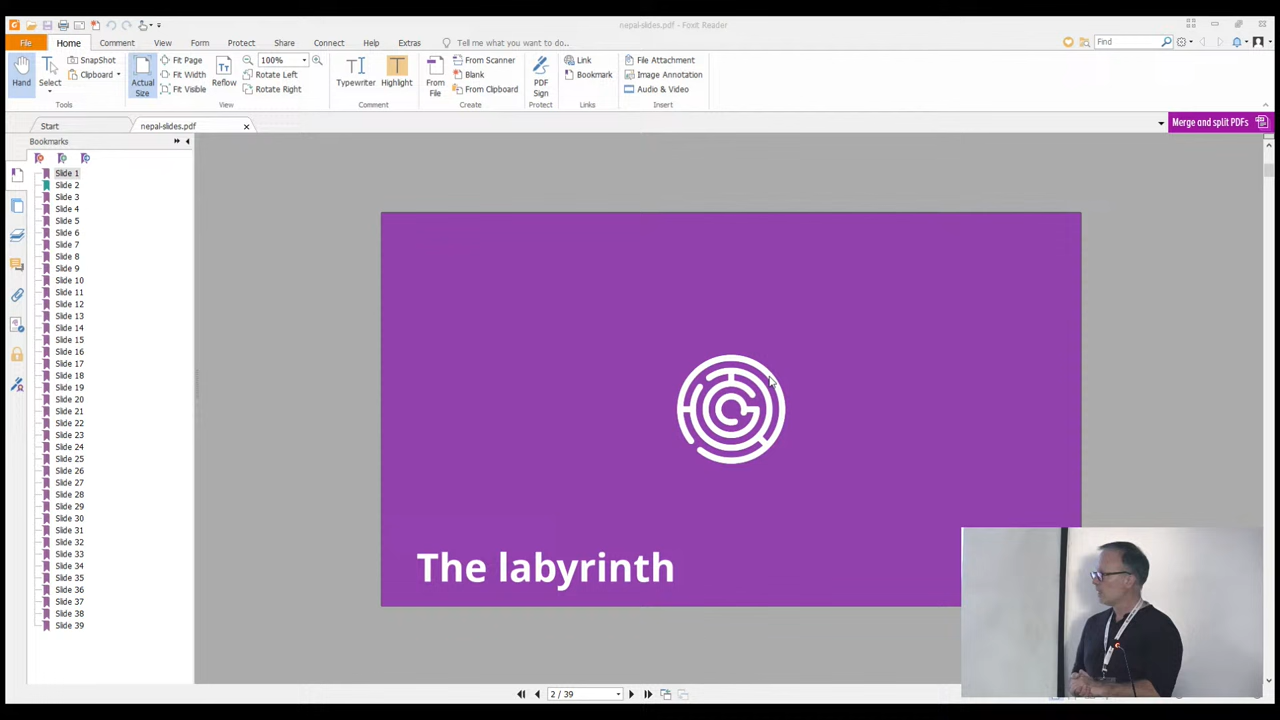 nepal-slides.pdf - Foxit Reader
File Home Comment View Form Protect Share Connect Help Extras Tell me what you want to do.. Find
Hand
Select
SnapShot
Clipboard
Tools
Actual Size
Fit Page
Fit Width
Fit Visible
Reflow
100%
Rotate Left
Rotate Right
View
Typewriter
Highlight
Comment
From File
From Scanner
Blank
From Clipboard
Create
PDF Sign
Protect
Link
Bookmark
Links
File Attachment
Image Annotation
Audio & Video
Insert
Start
nepal-slides.pdf
Merge and split PDFs
Bookmarks
Slide 1
Slide 2
Slide 3
Slide 4
Slide 5
Slide 6
Slide 7
Slide 8
Slide 9
Slide 10
Slide 11
Slide 12
Slide 13
Slide 14
Slide 15
Slide 16
Slide 17
Slide 18
Slide 19
Slide 20
Slide 21
Slide 22
Slide 23
Slide 24
Slide 25
Slide 26
Slide 27
Slide 28
Slide 29
Slide 30
Slide 31
Slide 32
Slide 33
Slide 34
Slide 35
Slide 36
Slide 37
Slide 38
Slide 39
The labyrinth
2 / 39